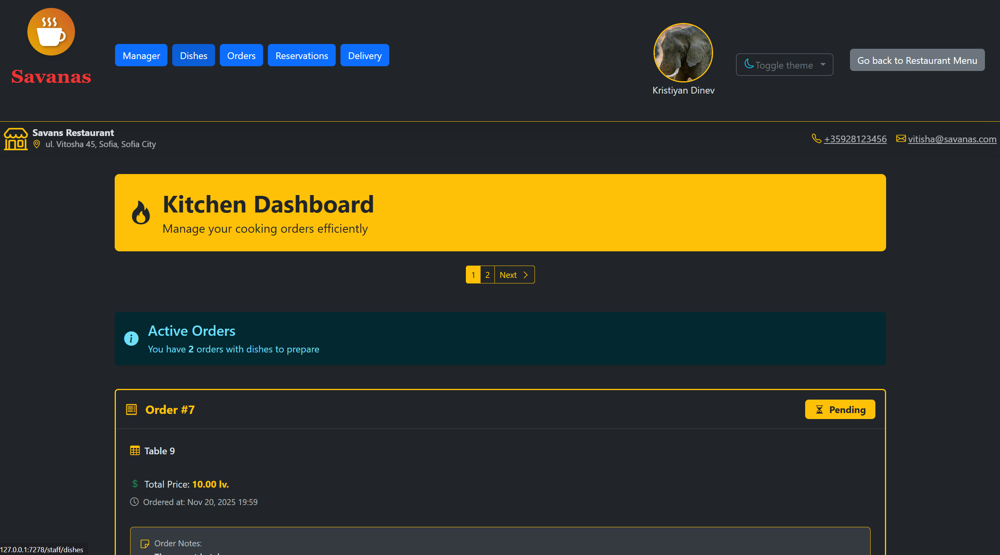 Savanas
Manager
Dishes
Orders
Reservations
Delivery
Kristiyan Dinev
Toggle theme
Go back to Restaurant Menu
Savans Restaurant
ul. Vitosha 45, Sofia, Sofia City
+35928123456
vitisha@savanas.com
Kitchen Dashboard
Manage your cooking orders efficiently
1 2 Next
Active Orders
You have 2 orders with dishes to prepare
Order #7
Pending
Table 9
$ Total Price: 10.00 lv.
Ordered at: Nov 20, 2025 19:59
Order Notes:
127.0.0.1:7278/staff/dishes